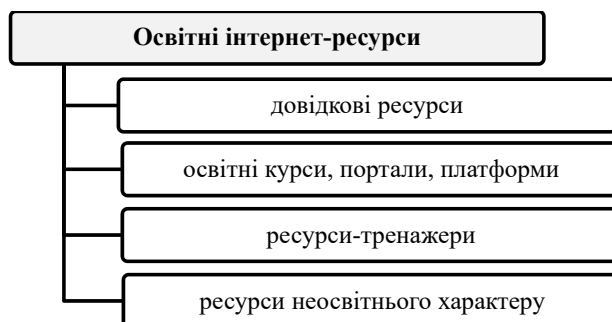 Освітні інтернет-ресурси
довідкові ресурси
освітні курси, портали, платформи
ресурси-тренажери
ресурси неосвітнього характеру